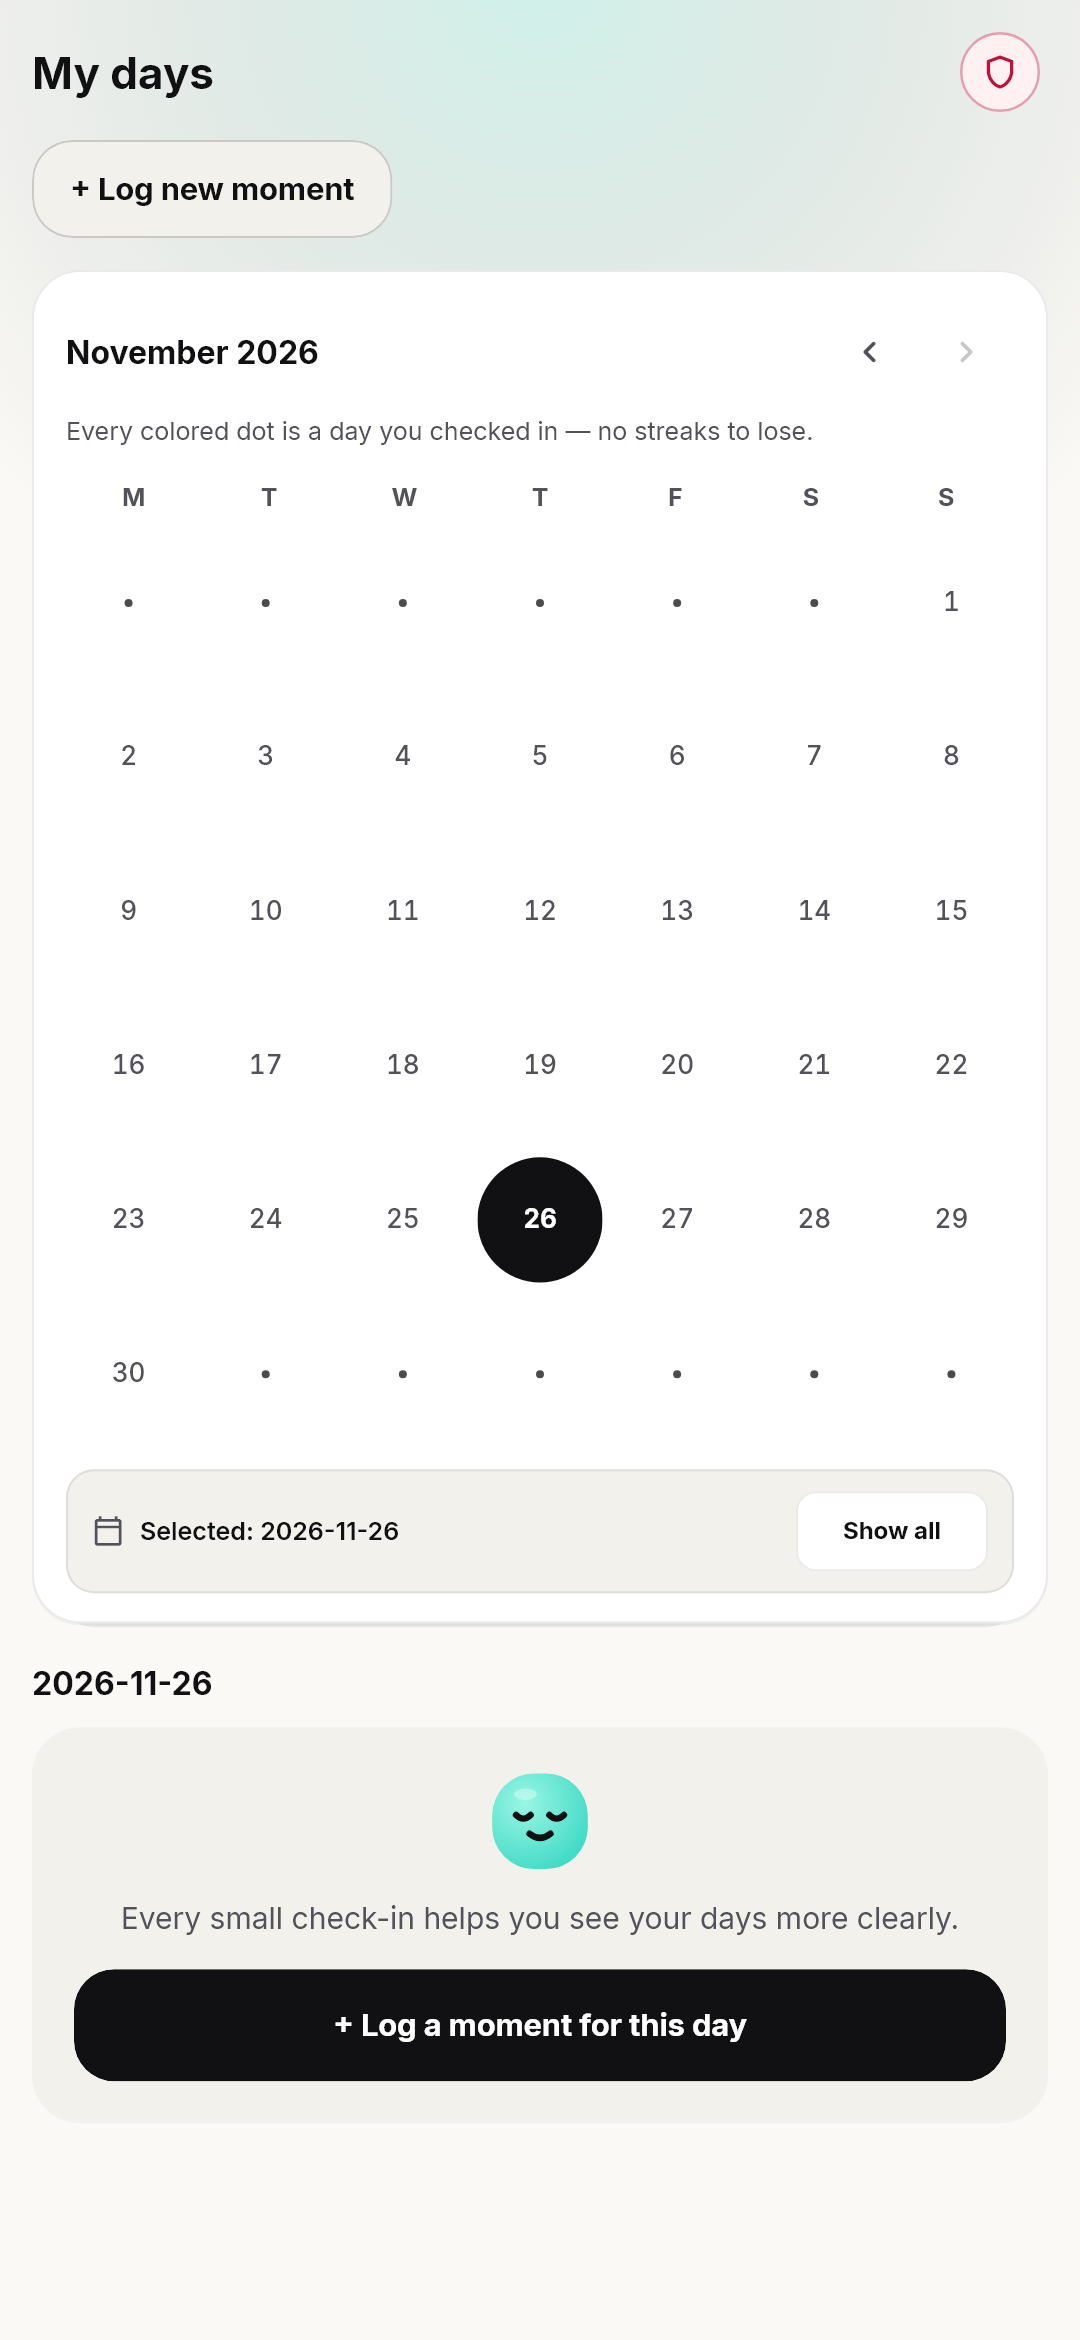 My days
+ Log new moment
November 2026
Every colored dot is a day you checked in — no streaks to lose.
M T W T F S S
• • • • • • 1
2 3 4 5 6 7 8
9 10 11 12 13 14 15
16 17 18 19 20 21 22
23 24 25 26 27 28 29
30 • • • • • •
Selected: 2026-11-26 Show all
2026-11-26
Every small check-in helps you see your days more clearly.
+ Log a moment for this day